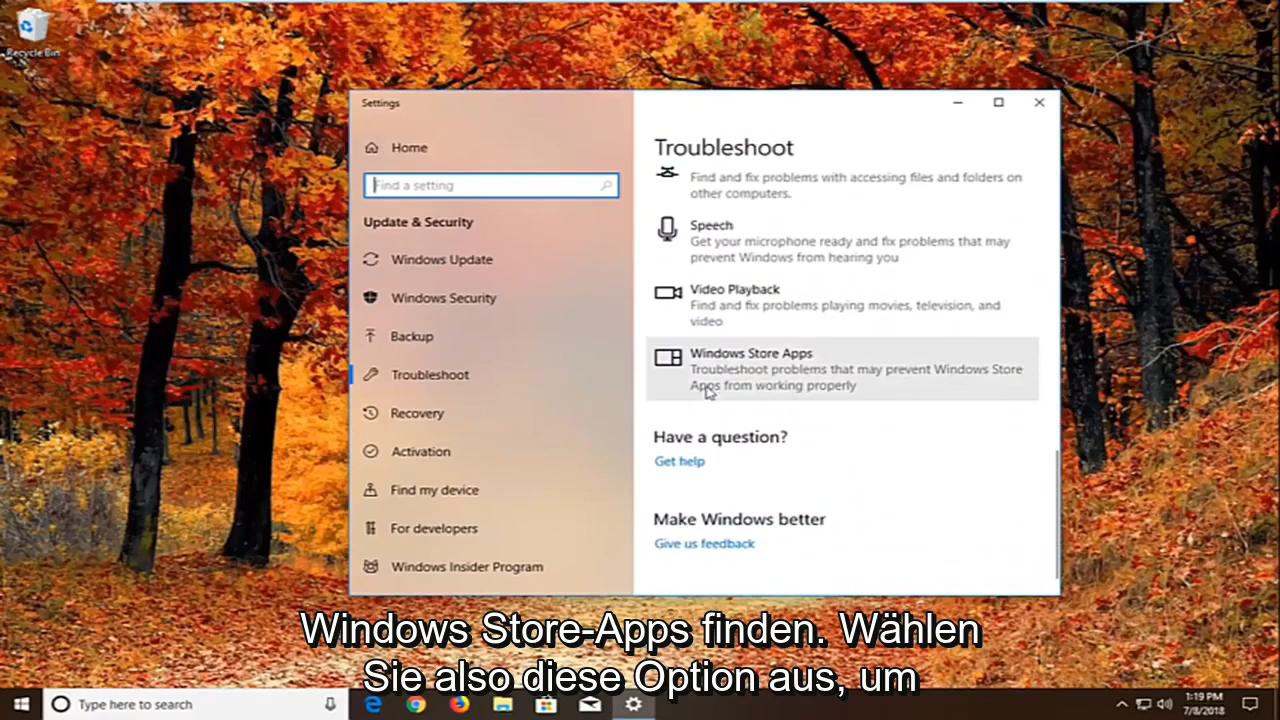 Recycle Bin
Settings
Home
Find a setting
Update & Security
Windows Update
Windows Security
Backup
Troubleshoot
Recovery
Activation
Find my device
For developers
Windows Insider Program
Troubleshoot
Find and fix problems with accessing files and folders on
other computers.
Speech
Get your microphone ready and fix problems that may
prevent Windows from hearing you
Video Playback
Find and fix problems playing movies, television, and
video
Windows Store Apps
Troubleshoot problems that may prevent Windows Store
Apps from working properly
Have a question?
Get help
Make Windows better
Give us feedback
Windows Store-Apps finden. Wählen
Sie also diese Option aus, um
Type here to search
1:19 PM
7/8/2018